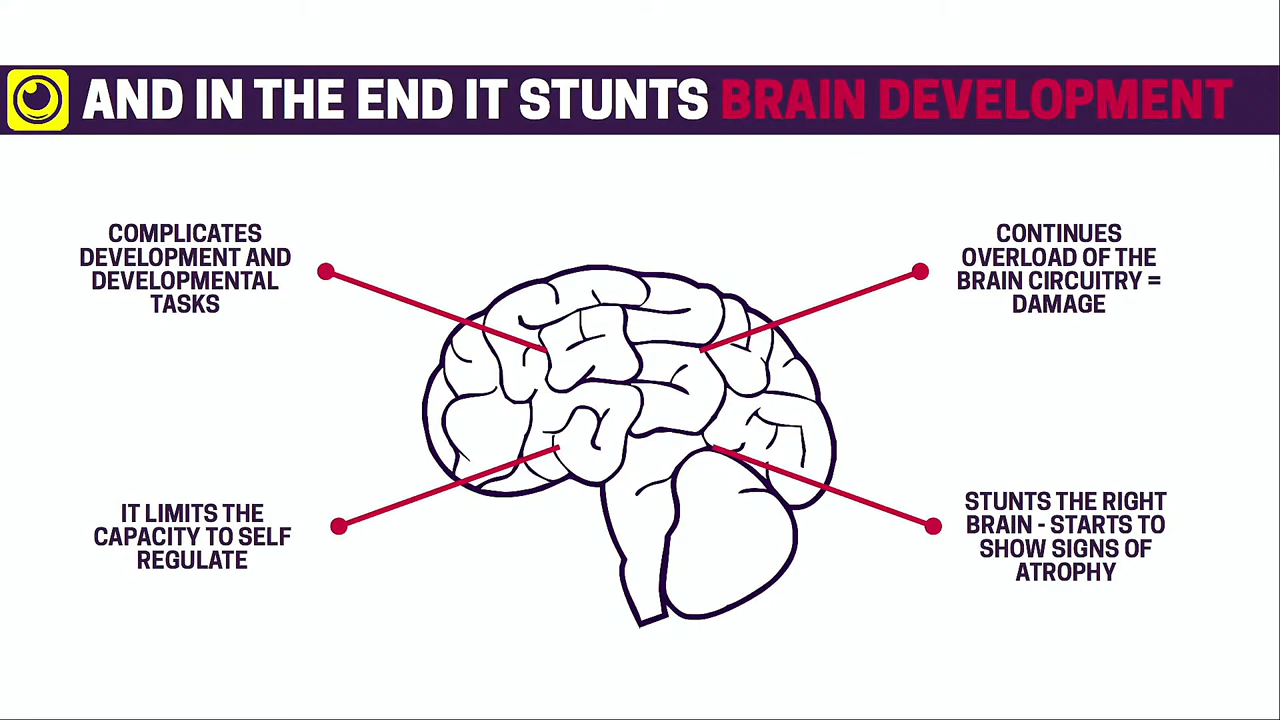 AND IN THE END IT STUNTS BRAIN DEVELOPMENT
COMPLICATES
DEVELOPMENT AND
DEVELOPMENTAL
TASKS
CONTINUES
OVERLOAD OF THE
BRAIN CIRCUITRY =
DAMAGE
IT LIMITS THE
CAPACITY TO SELF
REGULATE
STUNTS THE RIGHT
BRAIN - STARTS TO
SHOW SIGNS OF
ATROPHY